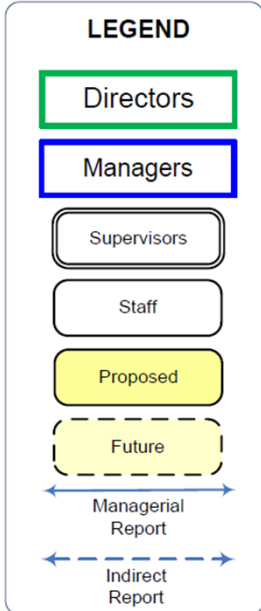 LEGEND
Directors
Managers
Supervisors
Staff
Proposed
Future
Managerial
Report
Indirect
Report